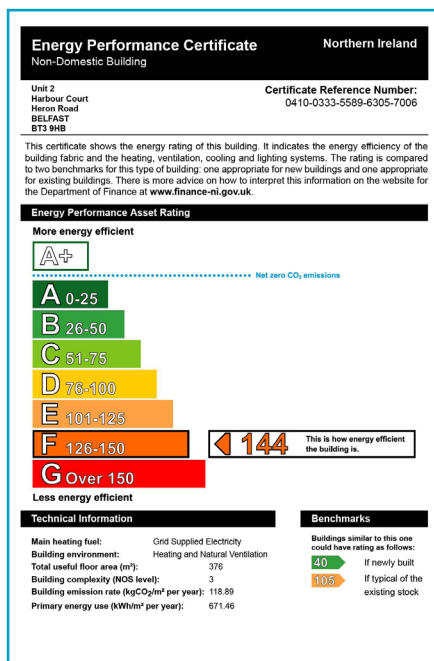 Energy Performance Certificate
Northern Ireland
Non-Domestic Building
Unit 2
Harbour Court
Heron Road
BELFAST
BT3 9HB
Certificate Reference Number:
0410-0333-5589-6305-7006
This certificate shows the energy rating of this building. It indicates the energy efficiency of the
building fabric and the heating, ventilation, cooling and lighting systems. The rating is compared
to two benchmarks for this type of building: one appropriate for new buildings and one appropriate
for existing buildings. There is more advice on how to interpret this information on the website for
the Department of Finance at www.finance-ni.gov.uk.
Energy Performance Asset Rating
More energy efficient
A+
Net zero CO₂ emissions
A 0-25
B 26-50
C 51-75
D 76-100
E 101-125
F 126-150
144
This is how energy efficient
the building is.
G Over 150
Less energy efficient
Technical Information
Main heating fuel: Grid Supplied Electricity
Building environment: Heating and Natural Ventilation
Total useful floor area (m²): 376
Building complexity (NOS level): 3
Building emission rate (kgCO₂/m² per year): 118.89
Primary energy use (kWh/m² per year): 671.46
Benchmarks
Buildings similar to this one
could have rating as follows:
40 If newly built
105 If typical of the
existing stock